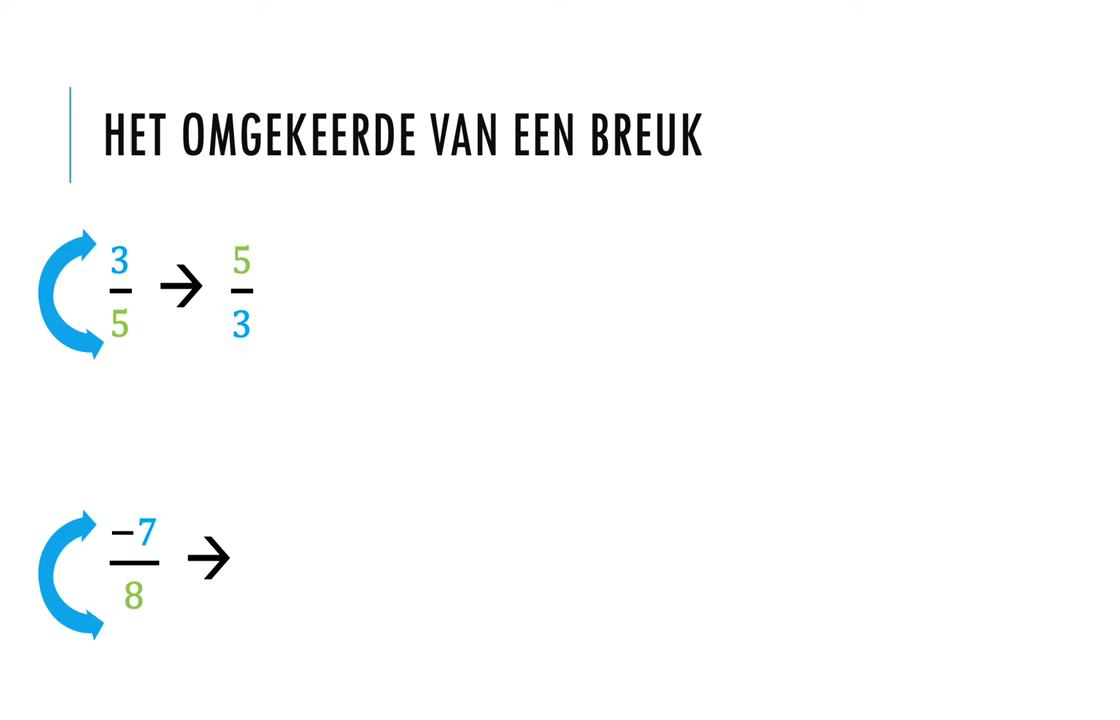 HET OMGEKEERDE VAN EEN BREUK
3/5 → 5/3
−7/8 →